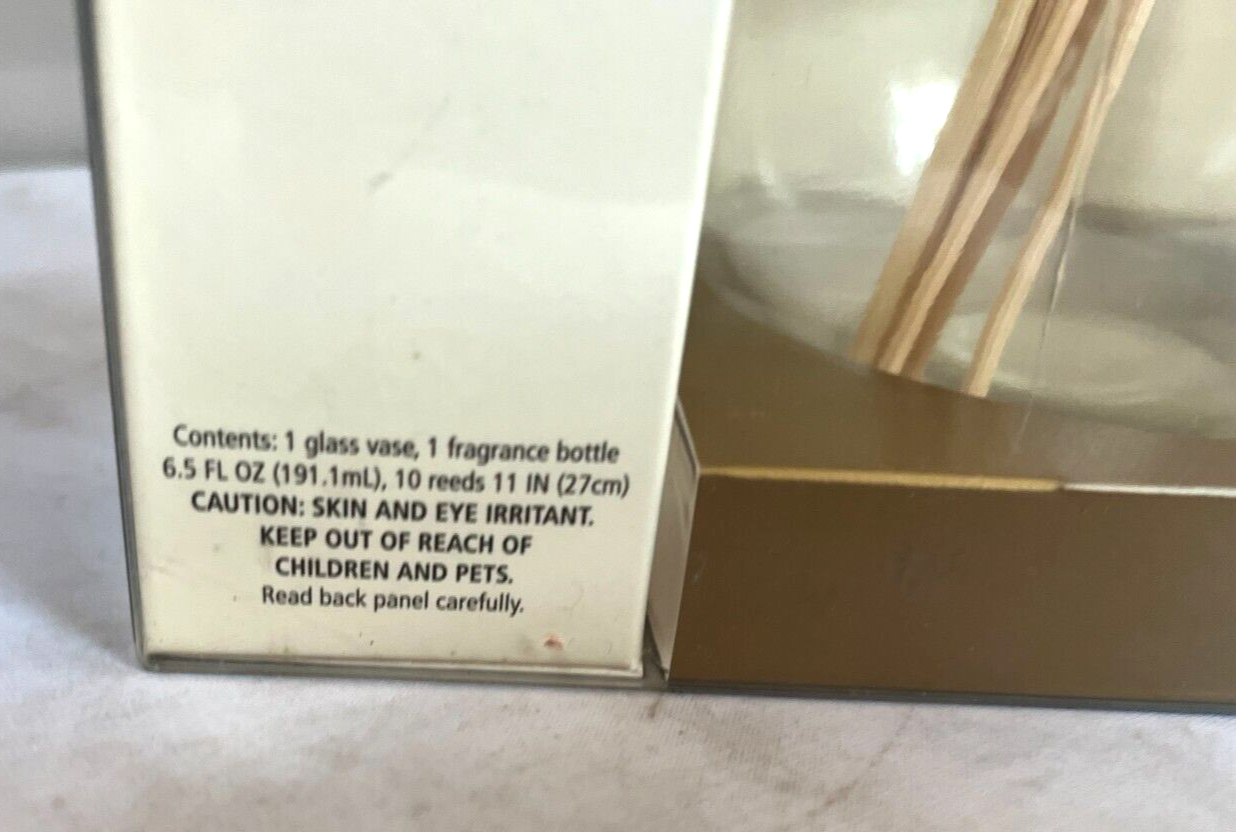 Contents: 1 glass vase, 1 fragrance bottle
6.5 FL OZ (191.1mL), 10 reeds 11 IN (27cm)
CAUTION: SKIN AND EYE IRRITANT.
KEEP OUT OF REACH OF
CHILDREN AND PETS.
Read back panel carefully.